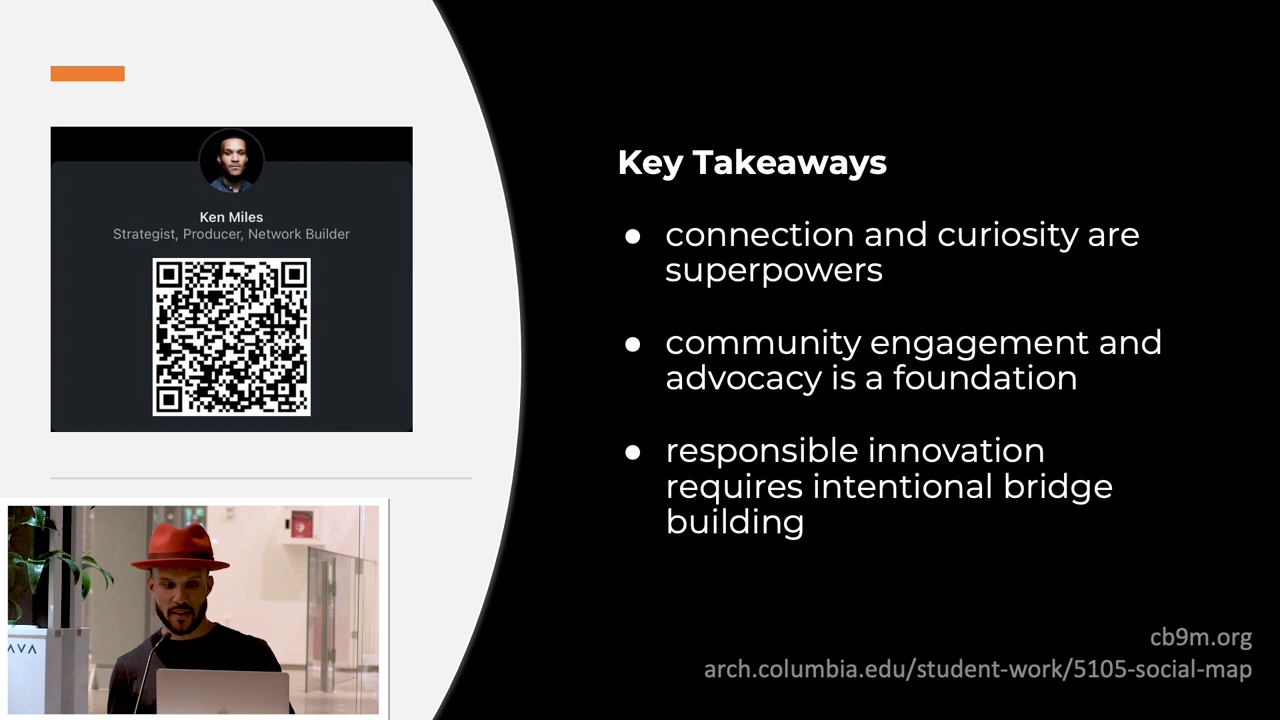 Ken Miles
Strategist, Producer, Network Builder
Key Takeaways
● connection and curiosity are
superpowers
● community engagement and
advocacy is a foundation
● responsible innovation
requires intentional bridge
building
AVA
cb9m.org
arch.columbia.edu/student-work/5105-social-map